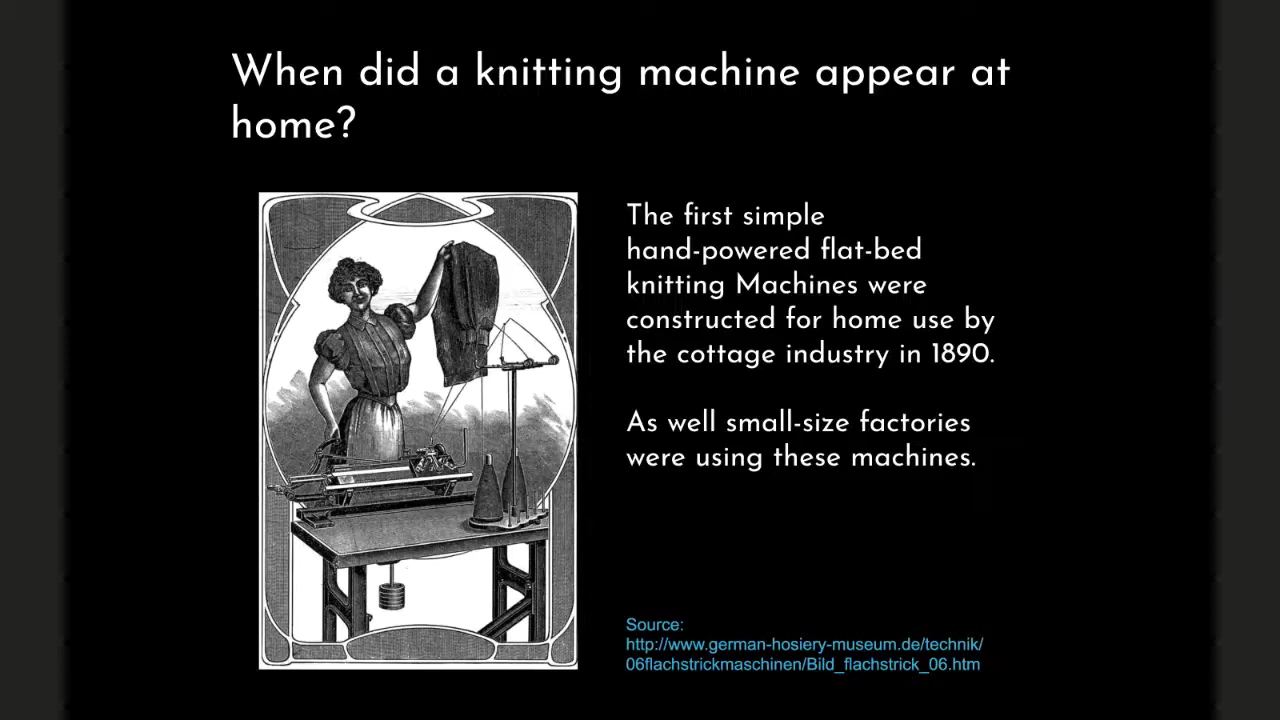 When did a knitting machine appear at
home?
The first simple
hand-powered flat-bed
knitting Machines were
constructed for home use by
the cottage industry in 1890.
As well small-size factories
were using these machines.
Source:
http://www.german-hosiery-museum.de/technik/
06flachstrickmaschinen/Bild_flachstrick_06.htm